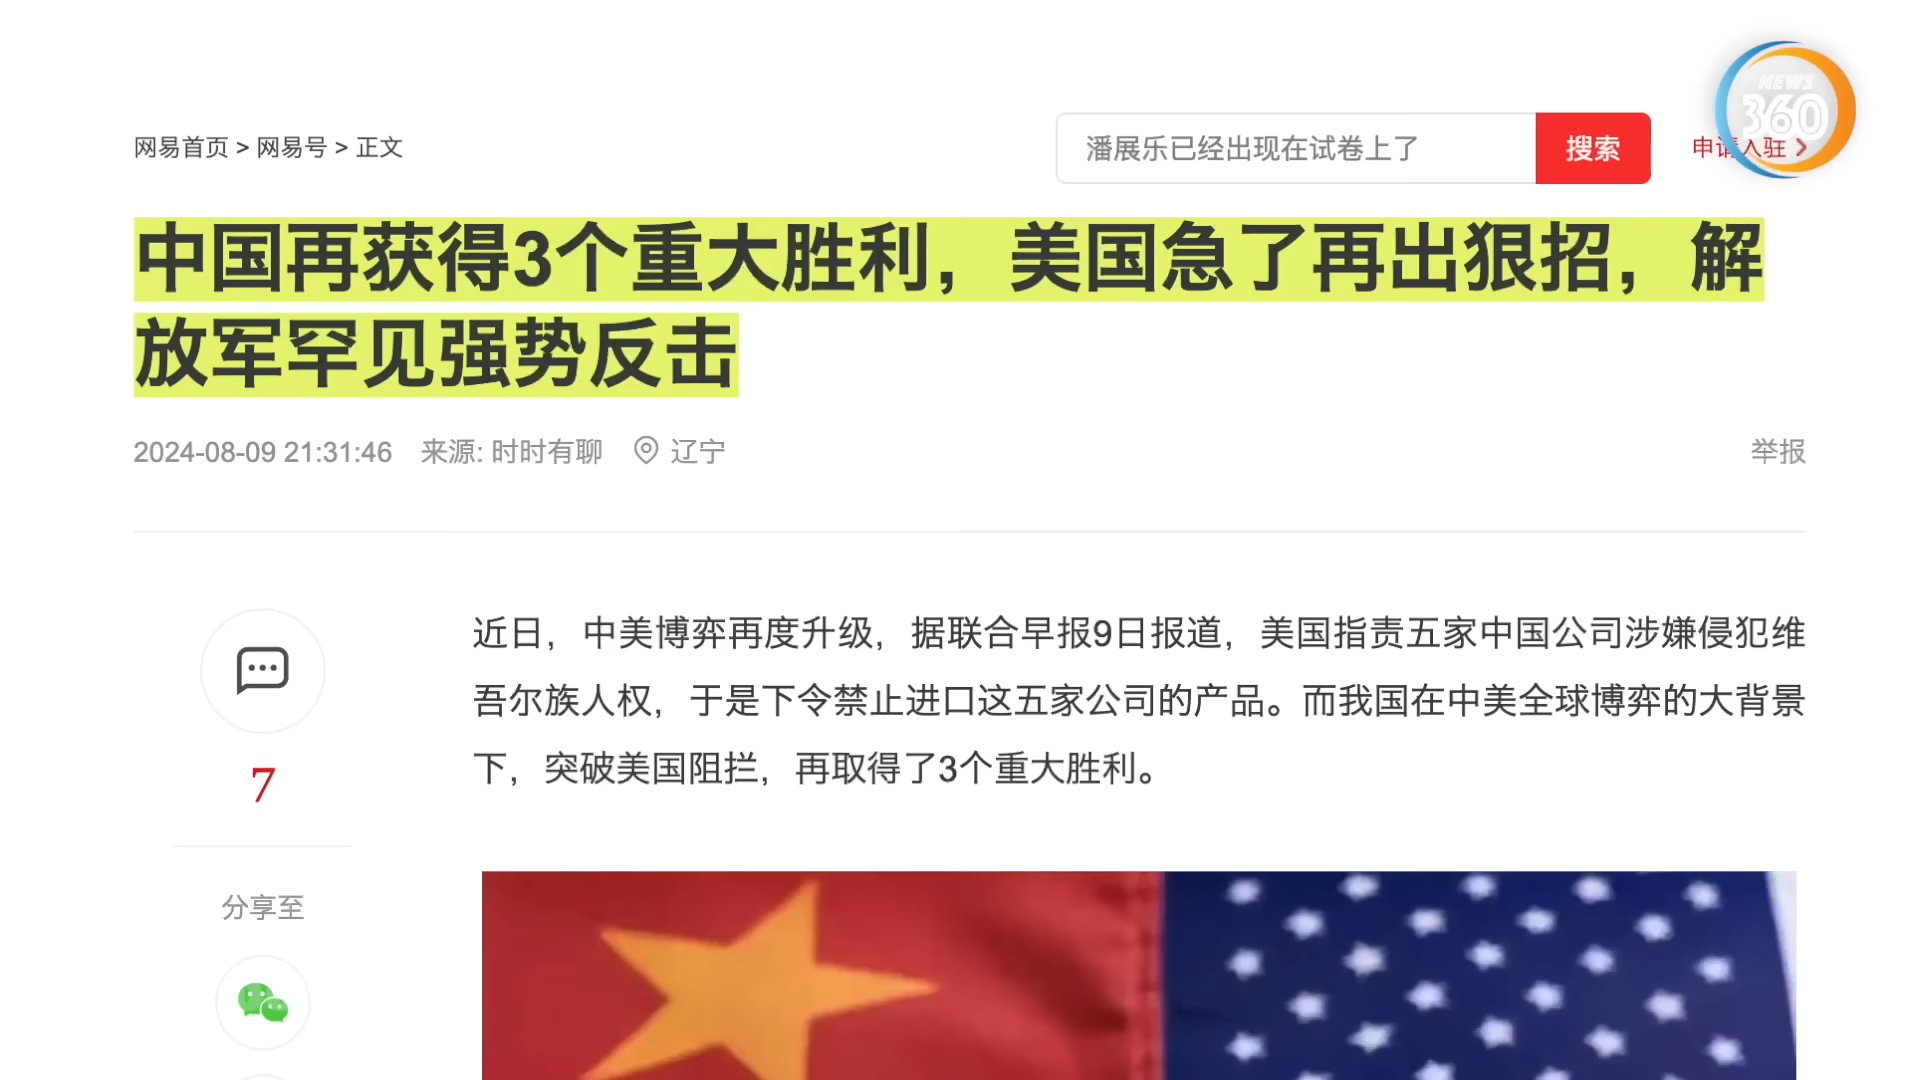 NEWS
360
网易首页 > 网易号 > 正文
潘展乐已经出现在试卷上了
搜索
申请入驻 >
中国再获得3个重大胜利，美国急了再出狠招，解
放军罕见强势反击
2024-08-09 21:31:46 来源: 时时有聊 辽宁
举报
近日，中美博弈再度升级，据联合早报9日报道，美国指责五家中国公司涉嫌侵犯维
吾尔族人权，于是下令禁止进口这五家公司的产品。而我国在中美全球博弈的大背景
下，突破美国阻拦，再取得了3个重大胜利。
7
分享至